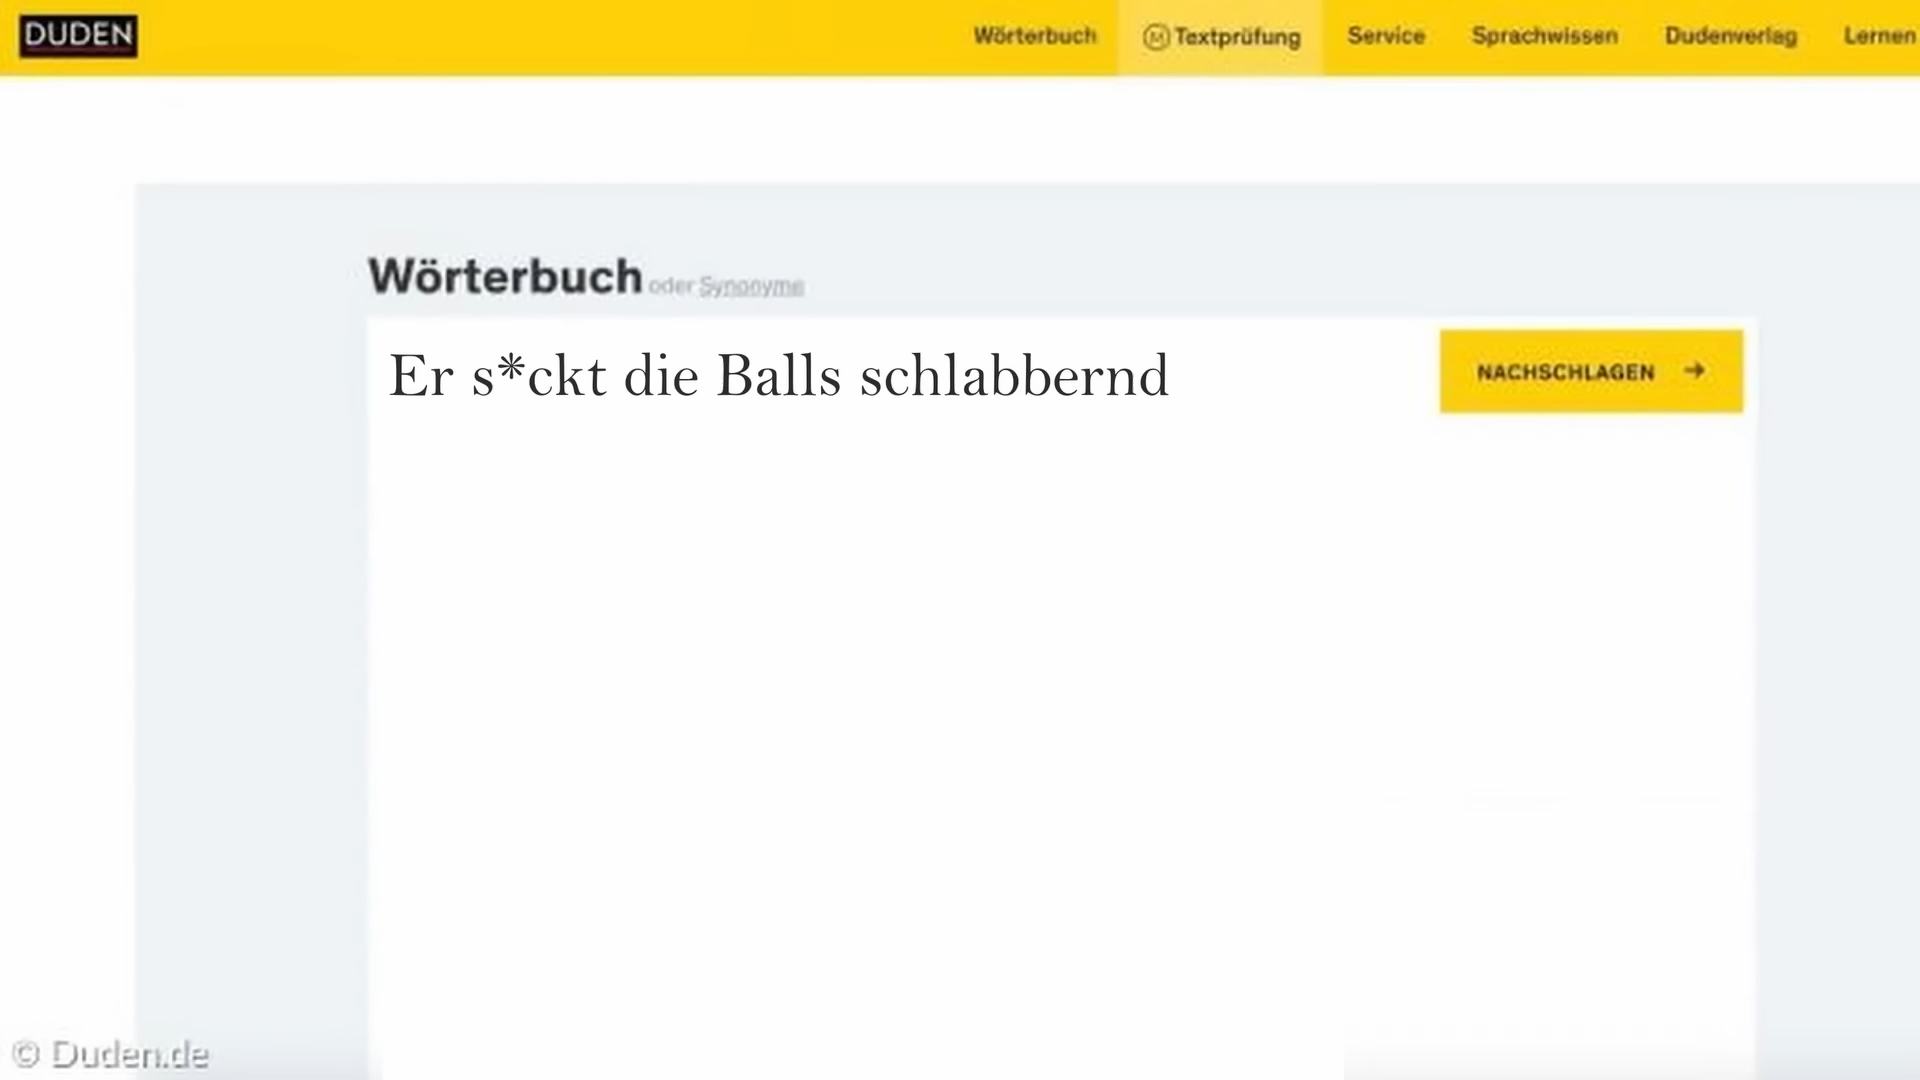 DUDEN
Wörterbuch Textprüfung Service Sprachwissen Dudenverlag Lernen
Wörterbuch oder Synonyme
Er s*ckt die Balls schlabbernd
NACHSCHLAGEN →
© Duden.de